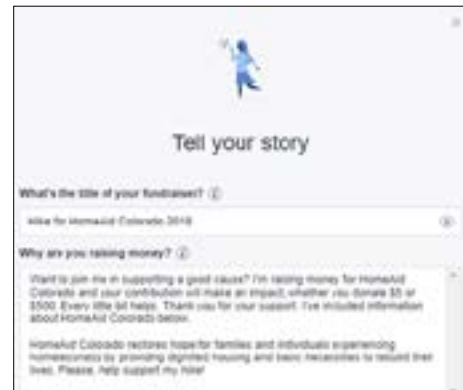 Tell your story
What's the title of your fundraiser?
Hike for HomeAid Colorado 2019
Why are you raising money?
Want to join me in supporting a good cause? I'm raising money for HomeAid
Colorado and your contribution will make an impact, whether you donate $5 or
$500. Every little bit helps. Thank you for your support. I've included information
about HomeAid Colorado below.
HomeAid Colorado restores hope for families and individuals experiencing
homelessness by providing dignified housing and basic necessities to rebuild their
lives. Please, help support my hike!